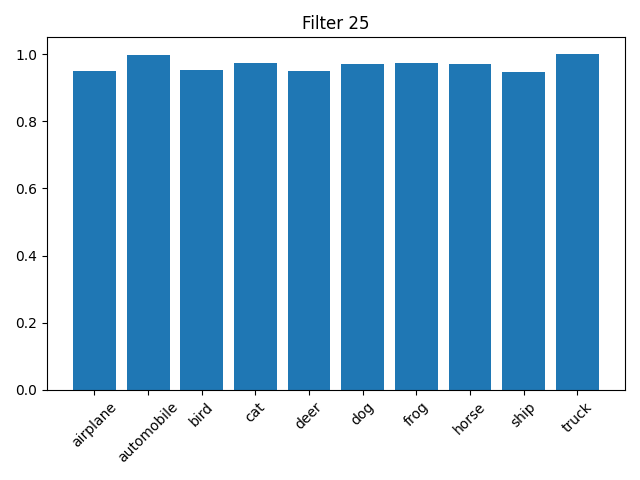 Filter 25
1.0
0.8
0.6
0.4
0.2
0.0
airplane
automobile
bird
cat
deer
dog
frog
horse
ship
truck